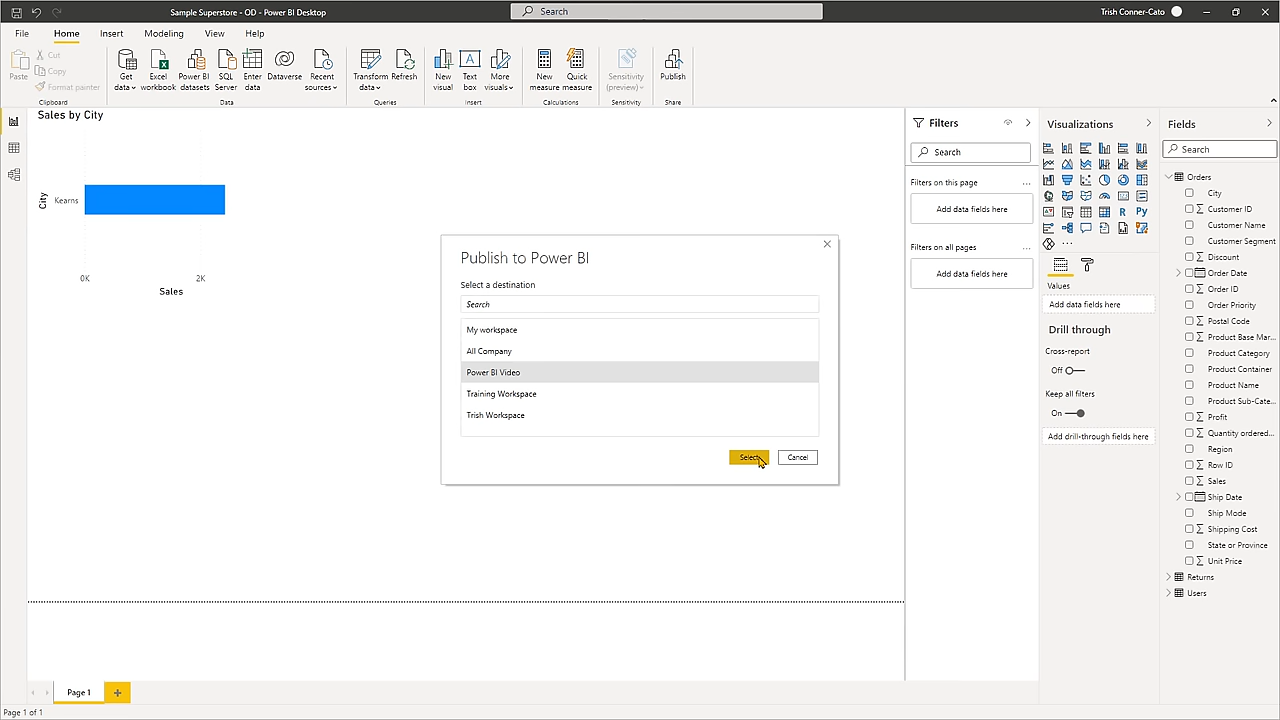 Sample Superstore - OD - Power BI Desktop
Search
Trish Conner-Cato
File
Home
Insert
Modeling
View
Help
Paste
Cut
Copy
Format painter
Get data
Excel workbook
Power BI datasets
SQL Server
Enter data
Dataverse
Recent sources
Transform data
Refresh
New visual
Text box
More visuals
New measure
Quick measure
Sensitivity (preview)
Publish
Clipboard
Data
Queries
Insert
Calculations
Sensitivity
Share
Sales by City
City
Kearns
0K
2K
Sales
Publish to Power BI
Select a destination
Search
My workspace
All Company
Power BI Video
Training Workspace
Trish Workspace
Select
Cancel
Filters
Search
Filters on this page
Add data fields here
Filters on all pages
Add data fields here
Visualizations
R
Py
Values
Add data fields here
Drill through
Cross-report
Off
Keep all filters
On
Add drill-through fields here
Fields
Search
Orders
City
Customer ID
Customer Name
Customer Segment
Discount
Order Date
Order ID
Order Priority
Postal Code
Product Base Mar...
Product Category
Product Container
Product Name
Product Sub-Cate...
Profit
Quantity ordered...
Region
Row ID
Sales
Ship Date
Ship Mode
Shipping Cost
State or Province
Unit Price
Returns
Users
Page 1
Page 1 of 1